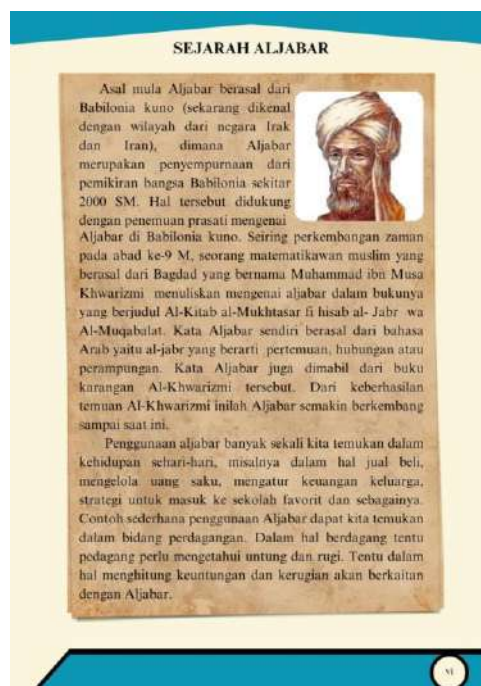 SEJARAH ALJABAR
Asal mula Aljabar berasal dari
Babilonia kuno (sekarang dikenal
dengan wilayah dari negara Irak
dan Iran), dimana Aljabar
merupakan penyempurnaan dari
pemikiran bangsa Babilonia sekitar
2000 SM. Hal tersebut didukung
dengan penemuan prasati mengenai
Aljabar di Babilonia kuno. Seiring perkembangan zaman
pada abad ke-9 M, seorang matematikawan muslim yang
berasal dari Bagdad yang bernama Muhammad ibn Musa
Khwarizmi menuliskan mengenai aljabar dalam bukunya
yang berjudul Al-Kitab al-Mukhtasar fi hisab al- Jabr wa
Al-Muqabalat. Kata Aljabar sendiri berasal dari bahasa
Arab yaitu al-jabr yang berarti pertemuan, hubungan atau
perampungan. Kata Aljabar juga dimabil dari buku
karangan Al-Khwarizmi tersebut. Dari keberhasilan
temuan Al-Khwarizmi inilah Aljabar semakin berkembang
sampai saat ini.
Penggunaan aljabar banyak sekali kita temukan dalam
kehidupan sehari-hari, misalnya dalam hal jual beli,
mengelola uang saku, mengatur keuangan keluarga,
strategi untuk masuk ke sekolah favorit dan sebagainya.
Contoh sederhana penggunaan Aljabar dapat kita temukan
dalam bidang perdagangan. Dalam hal berdagang tentu
pedagang perlu mengetahui untung dan rugi. Tentu dalam
hal menghitung keuntungan dan kerugian akan berkaitan
dengan Aljabar.
vi